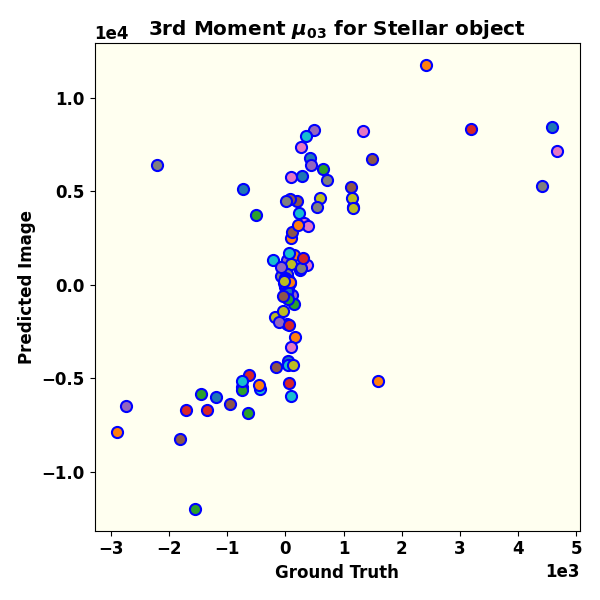 3rd Moment μ₀₃ for Stellar object
1e4
1.0
0.5
0.0
−0.5
−1.0
Predicted Image
−3 −2 −1 0 1 2 3 4 5
Ground Truth
1e3